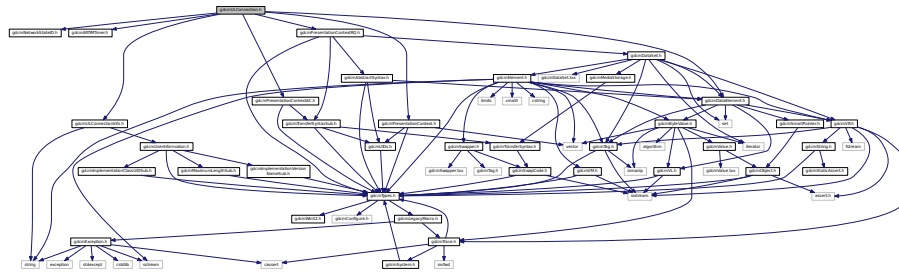 gdcmULConnection.h
gdcmNetworkStateID.h
gdcmARTIMTimer.h
gdcmPresentationContextRQ.h
gdcmDataSet.h
gdcmAbstractSyntax.h
gdcmElement.h
gdcmDataSet.txx
gdcmMediaStorage.h
gdcmPresentationContextAC.h
limits
cmath
cstring
gdcmDataElement.h
gdcmULConnectionInfo.h
gdcmTransferSyntaxSub.h
gdcmPresentationContext.h
gdcmByteValue.h
set
gdcmSmartPointer.h
gdcmVR.h
gdcmUserInformation.h
gdcmUIDs.h
gdcmSwapper.h
gdcmTransferSyntax.h
vector
gdcmTag.h
algorithm
gdcmValue.h
iterator
gdcmString.h
fstream
gdcmImplementationClassUIDSub.h
gdcmMaximumLengthSub.h
gdcmImplementationVersion
NameSub.h
gdcmSwapper.txx
gdcmTag.h
gdcmSwapCode.h
gdcmVM.h
iomanip
gdcmVL.h
gdcmValue.txx
gdcmObject.h
gdcmStaticAssert.h
gdcmTypes.h
iostream
assert.h
gdcmWin32.h
gdcmConfigure.h
gdcmLegacyMacro.h
gdcmException.h
gdcmTrace.h
string
exception
stdexcept
cstdlib
sstream
cassert
gdcmSystem.h
iosfwd